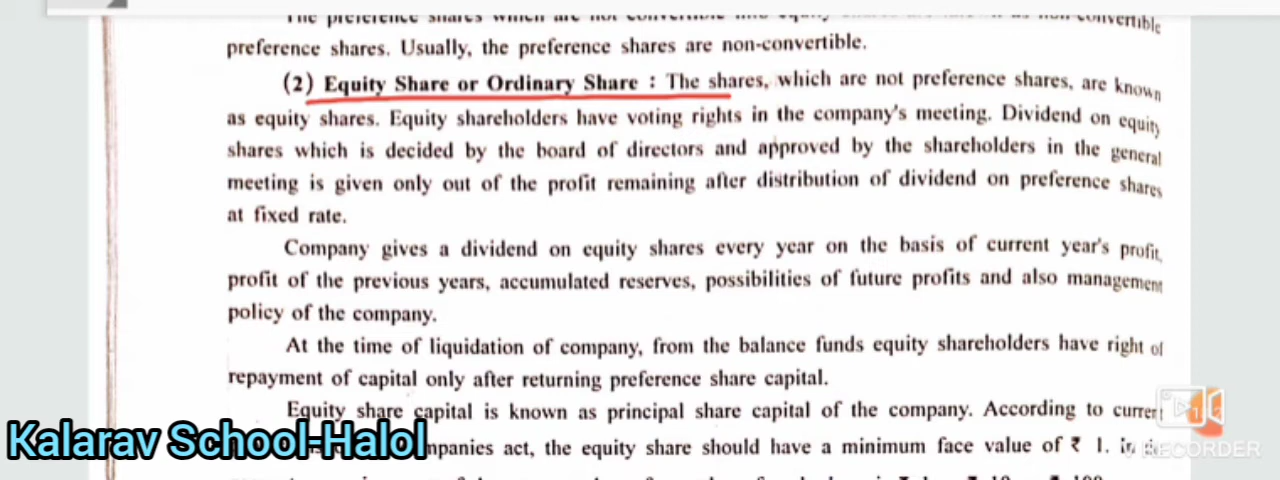 preference shares. Usually, the preference shares are non-convertible.
(2) Equity Share or Ordinary Share : The shares, which are not preference shares, are known
as equity shares. Equity shareholders have voting rights in the company's meeting. Dividend on equity
shares which is decided by the board of directors and approved by the shareholders in the general
meeting is given only out of the profit remaining after distribution of dividend on preference shares
at fixed rate.
Company gives a dividend on equity shares every year on the basis of current year's profit,
profit of the previous years, accumulated reserves, possibilities of future profits and also management
policy of the company.
At the time of liquidation of company, from the balance funds equity shareholders have right of
repayment of capital only after returning preference share capital.
Equity share capital is known as principal share capital of the company. According to current
Kalarav School-Halol
companies act, the equity share should have a minimum face value of ₹ 1.
V RECORDER